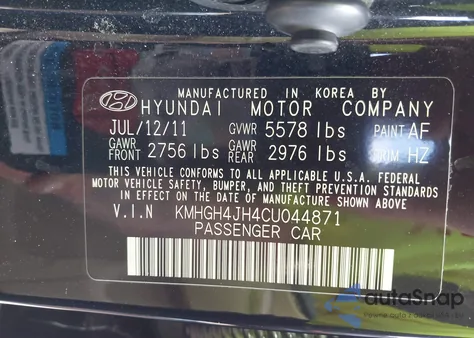 MANUFACTURED IN KOREA BY
HYUNDAI MOTOR COMPANY
JUL/12/11 GVWR 5578 lbs PAINT AF
GAWR FRONT 2756 lbs GAWR REAR 2976 lbs TRIM HZ
THIS VEHICLE CONFORMS TO ALL APPLICABLE U.S.A. FEDERAL
MOTOR VEHICLE SAFETY, BUMPER, AND THEFT PREVENTION STANDARDS
IN EFFECT ON THE DATE OF MANUFACTURE SHOWN ABOVE
V.I.N KMHGH4JH4CU044871
PASSENGER CAR
autoSnap